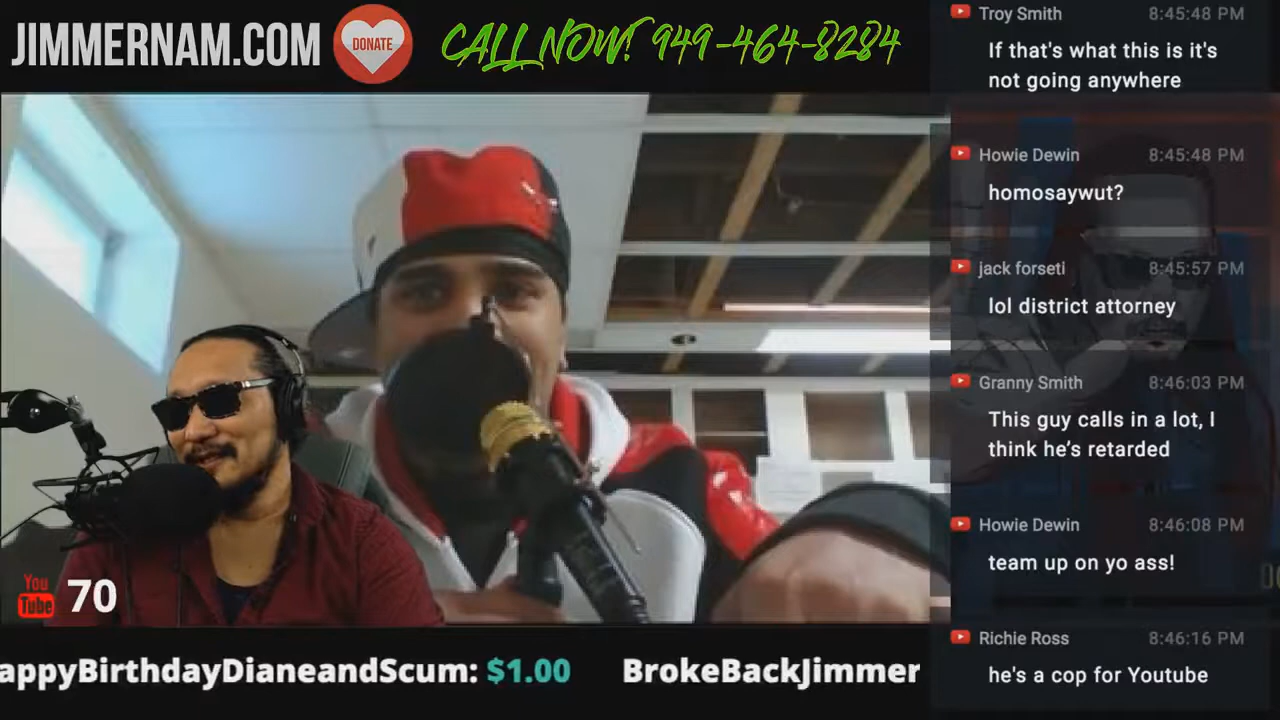 JIMMERNAM.COM
DONATE
CALL NOW! 949-464-8284
Troy Smith 8:45:48 PM
If that's what this is it's
not going anywhere
Howie Dewin 8:45:48 PM
homosaywut?
jack forseti 8:45:57 PM
lol district attorney
Granny Smith 8:46:03 PM
This guy calls in a lot, I
think he’s retarded
Howie Dewin 8:46:08 PM
team up on yo ass!
Richie Ross 8:46:16 PM
he's a cop for Youtube
You
Tube 70
appyBirthdayDianeandScum: $1.00 BrokeBackJimmer